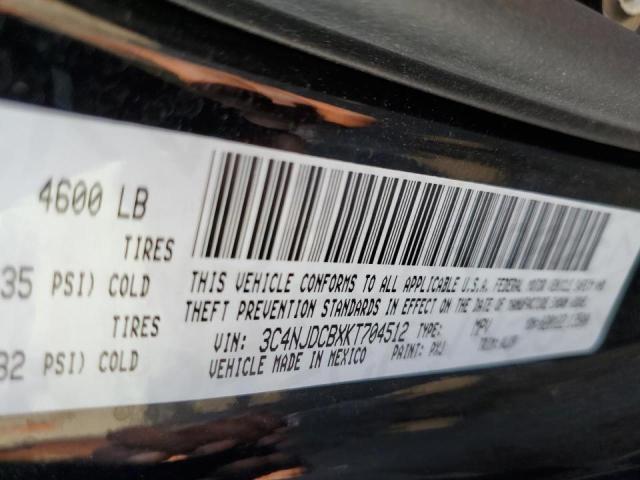 4600 LB
TIRES
35 PSI) COLD
TIRES
32 PSI) COLD
THIS VEHICLE CONFORMS TO ALL APPLICABLE U.S.A. FEDERAL MOTOR VEHICLE SAFETY AND
THEFT PREVENTION STANDARDS IN EFFECT ON THE DATE OF MANUFACTURE SHOWN ABOVE.
VIN: 3C4NJDCBXKT704512 TYPE: MPV
VEHICLE MADE IN MEXICO PAINT: PXJ TRIM: